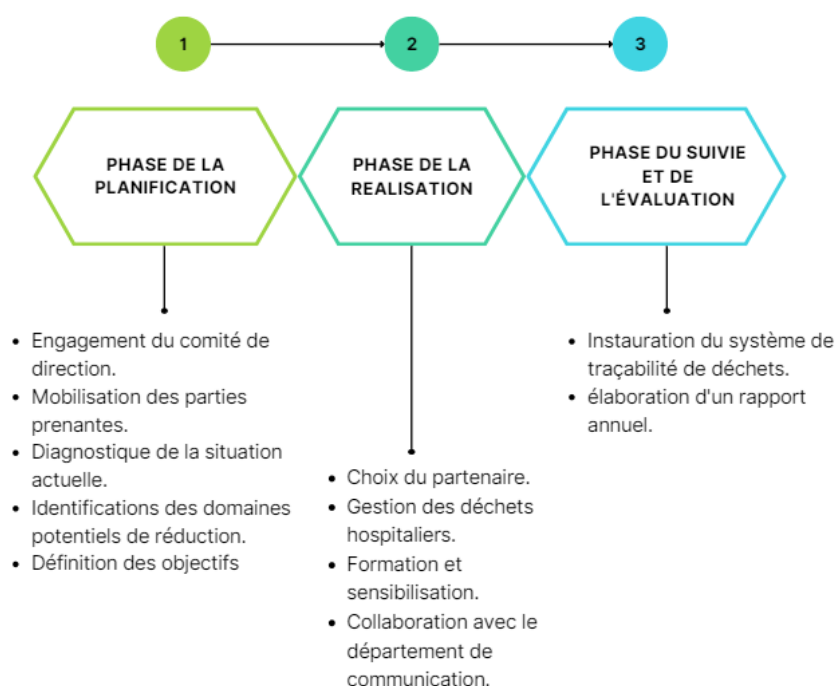 1
2
3
PHASE DE LA
PLANIFICATION
PHASE DE LA
REALISATION
PHASE DU SUIVIE
ET DE
L'ÉVALUATION
• Engagement du comité de
direction.
• Mobilisation des parties
prenantes.
• Diagnostique de la situation
actuelle.
• Identifications des domaines
potentiels de réduction.
• Définition des objectifs
• Choix du partenaire.
• Gestion des déchets
hospitaliers.
• Formation et
sensibilisation.
• Collaboration avec le
département de
communication.
• Instauration du système de
traçabilité de déchets.
• élaboration d'un rapport
annuel.